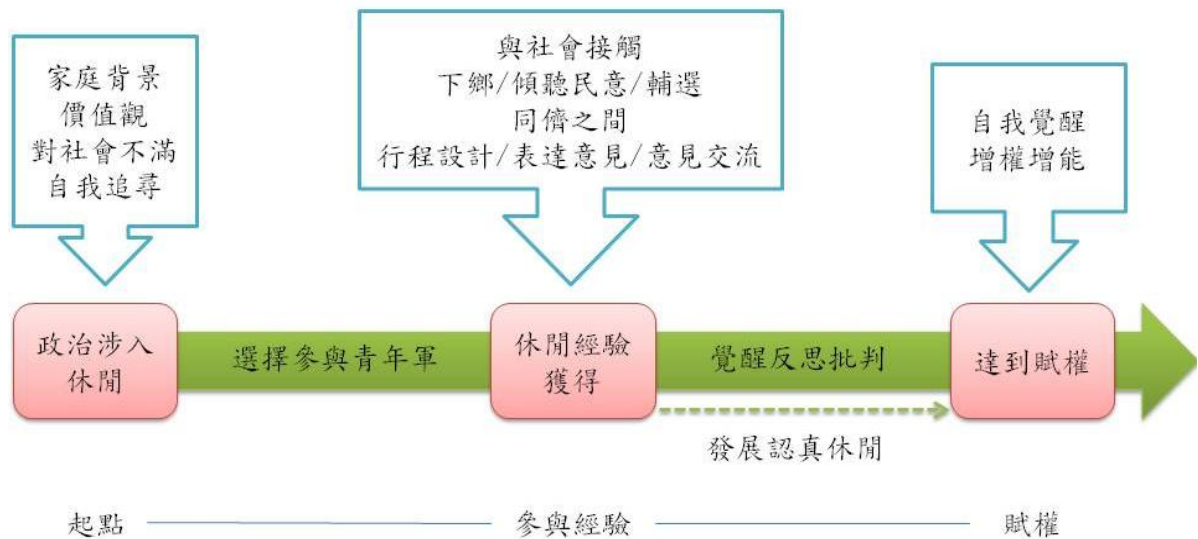 家庭背景
價值觀
對社會不滿
自我追尋
與社會接觸
下鄉/傾聽民意/輔選
同儕之間
行程設計/表達意見/意見交流
自我覺醒
增權增能
政治涉入
休閒
選擇參與青年軍
休閒經驗
獲得
覺醒反思批判
達到賦權
發展認真休閒
起點
參與經驗
賦權